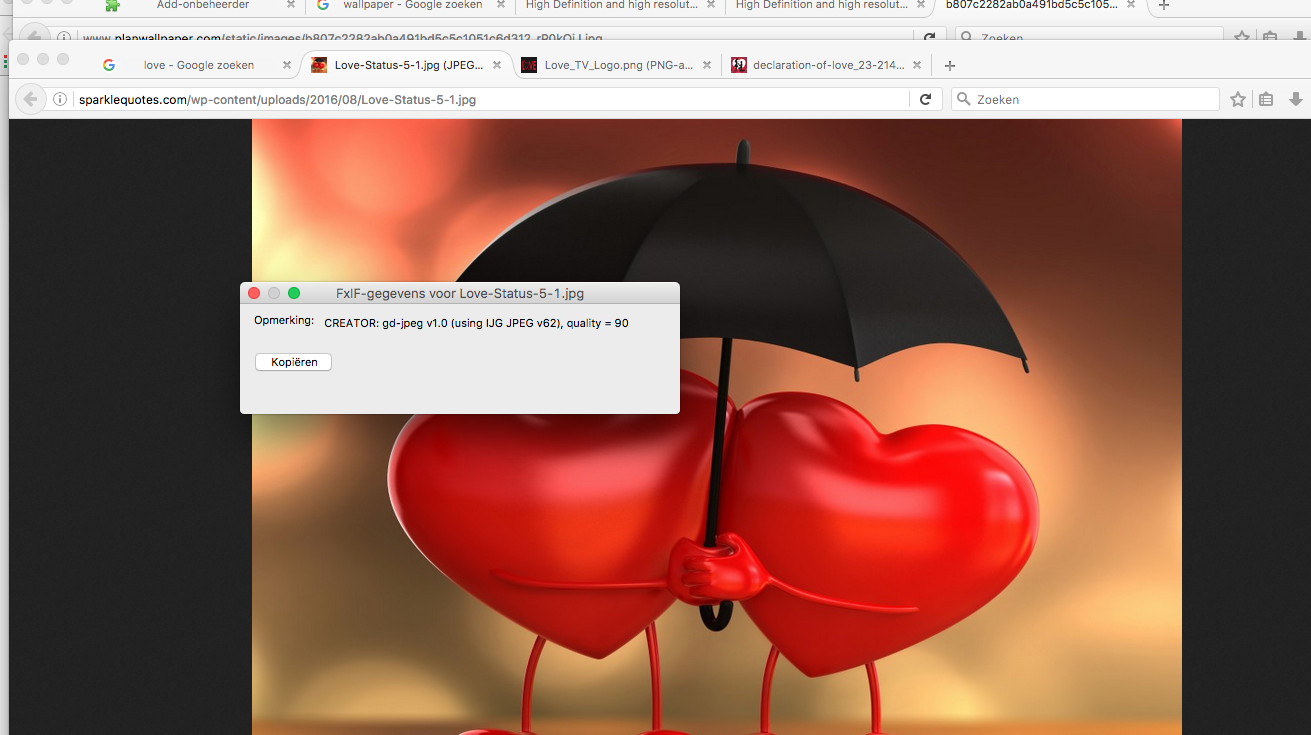 Add-onbeheerder
wallpaper - Google zoeken
High Definition and high resolut...
High Definition and high resolut...
b807c2282ab0a491bd5c5c105...
www.planwallpaper.com/static/images/b807c2282ab0a491bd5c5c1051c6d312_rP0kQjJ.jpg
Zoeken
love - Google zoeken
Love-Status-5-1.jpg (JPEG...
Love_TV_Logo.png (PNG-a...
declaration-of-love_23-214...
sparklequotes.com/wp-content/uploads/2016/08/Love-Status-5-1.jpg
Zoeken
FxIF-gegevens voor Love-Status-5-1.jpg
Opmerking: CREATOR: gd-jpeg v1.0 (using IJG JPEG v62), quality = 90
Kopiëren